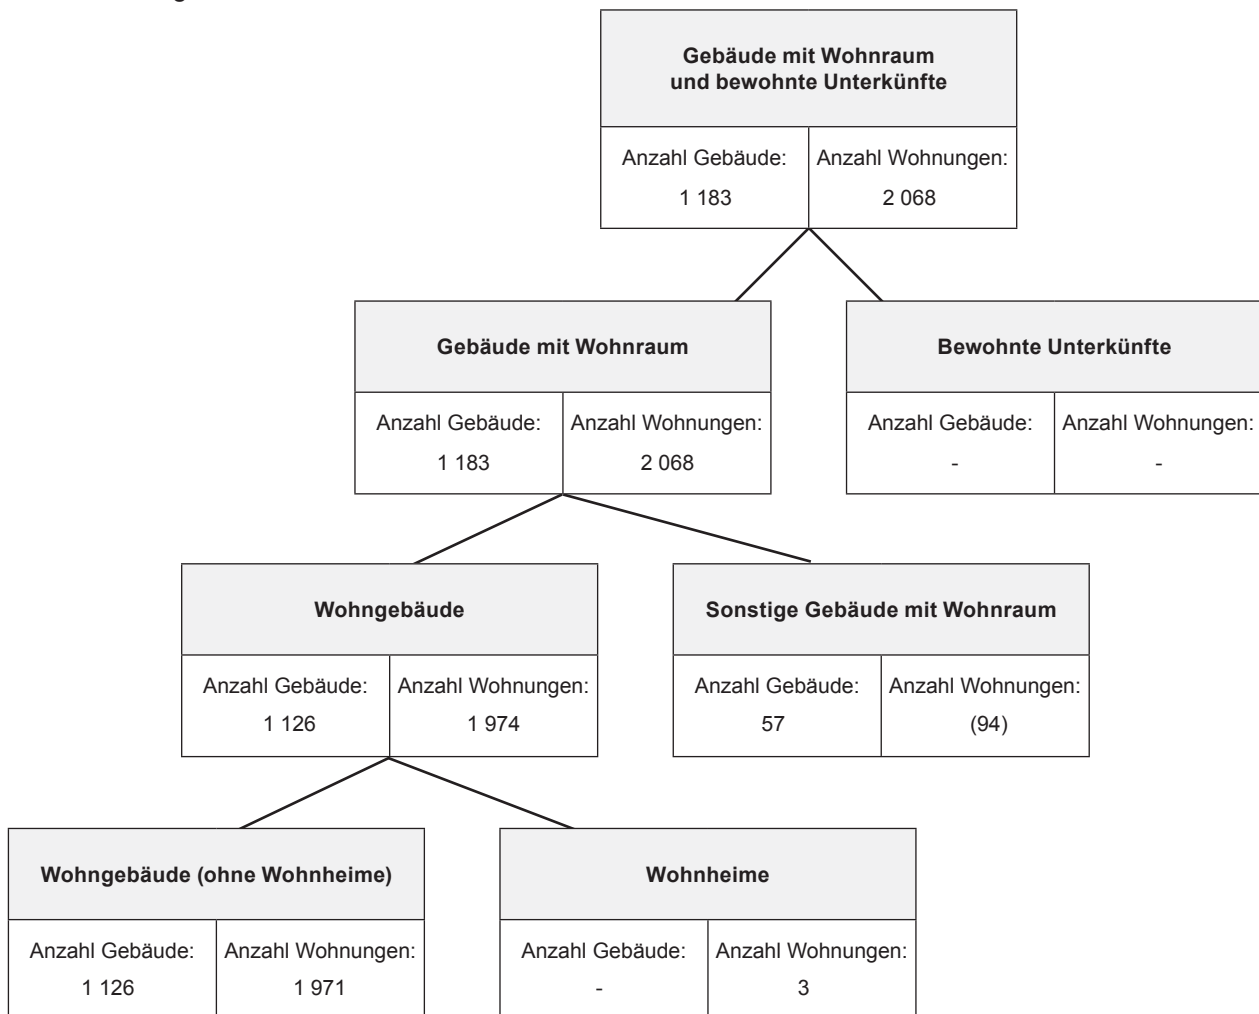 Gebäude mit Wohnraum
und bewohnte Unterkünfte
Anzahl Gebäude: Anzahl Wohnungen:
1 183 2 068
Gebäude mit Wohnraum
Anzahl Gebäude: Anzahl Wohnungen:
1 183 2 068
Bewohnte Unterkünfte
Anzahl Gebäude: Anzahl Wohnungen:
- -
Wohngebäude
Anzahl Gebäude: Anzahl Wohnungen:
1 126 1 974
Sonstige Gebäude mit Wohnraum
Anzahl Gebäude: Anzahl Wohnungen:
57 (94)
Wohngebäude (ohne Wohnheime)
Anzahl Gebäude: Anzahl Wohnungen:
1 126 1 971
Wohnheime
Anzahl Gebäude: Anzahl Wohnungen:
- 3